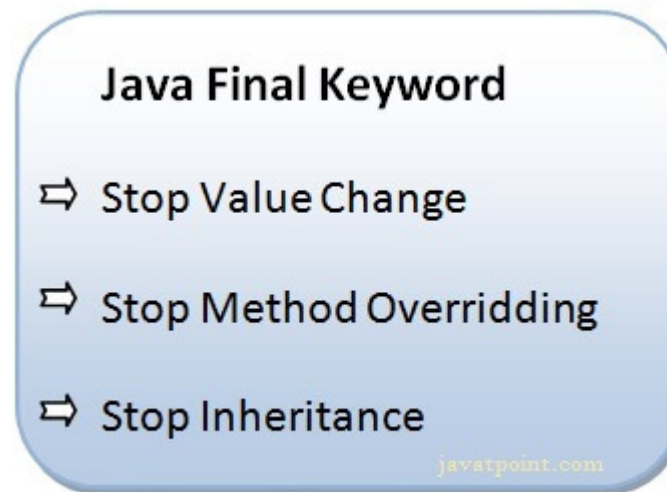 Java Final Keyword
⇨ Stop Value Change
⇨ Stop Method Overridding
⇨ Stop Inheritance
javatpoint.com